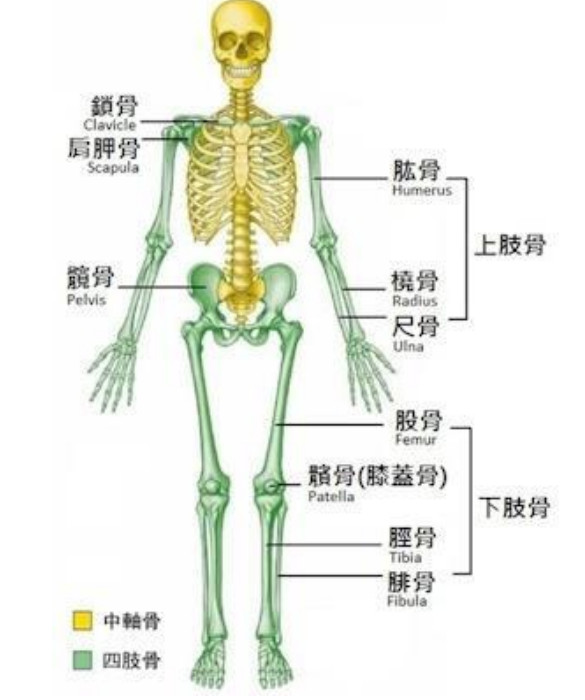 鎖骨
Clavicle
肩胛骨
Scapula
肱骨
Humerus
上肢骨
髖骨
Pelvis
橈骨
Radius
尺骨
Ulna
股骨
Femur
髕骨(膝蓋骨)
Patella
下肢骨
脛骨
Tibia
腓骨
Fibula
中軸骨
四肢骨